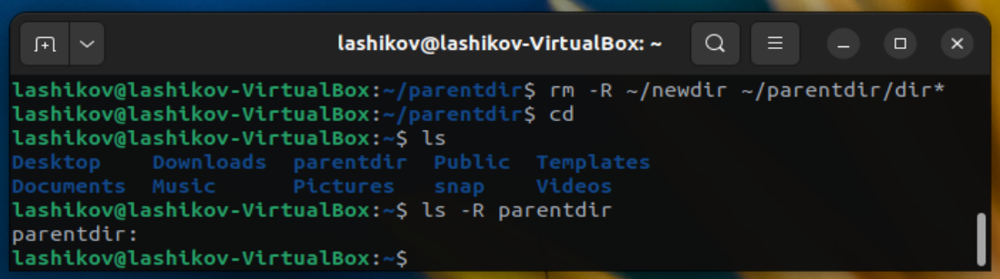 lashikov@lashikov-VirtualBox: ~
lashikov@lashikov-VirtualBox:~/parentdir$ rm -R ~/newdir ~/parentdir/dir*
lashikov@lashikov-VirtualBox:~/parentdir$ cd
lashikov@lashikov-VirtualBox:~$ ls
Desktop Downloads parentdir Public Templates
Documents Music Pictures snap Videos
lashikov@lashikov-VirtualBox:~$ ls -R parentdir
parentdir:
lashikov@lashikov-VirtualBox:~$